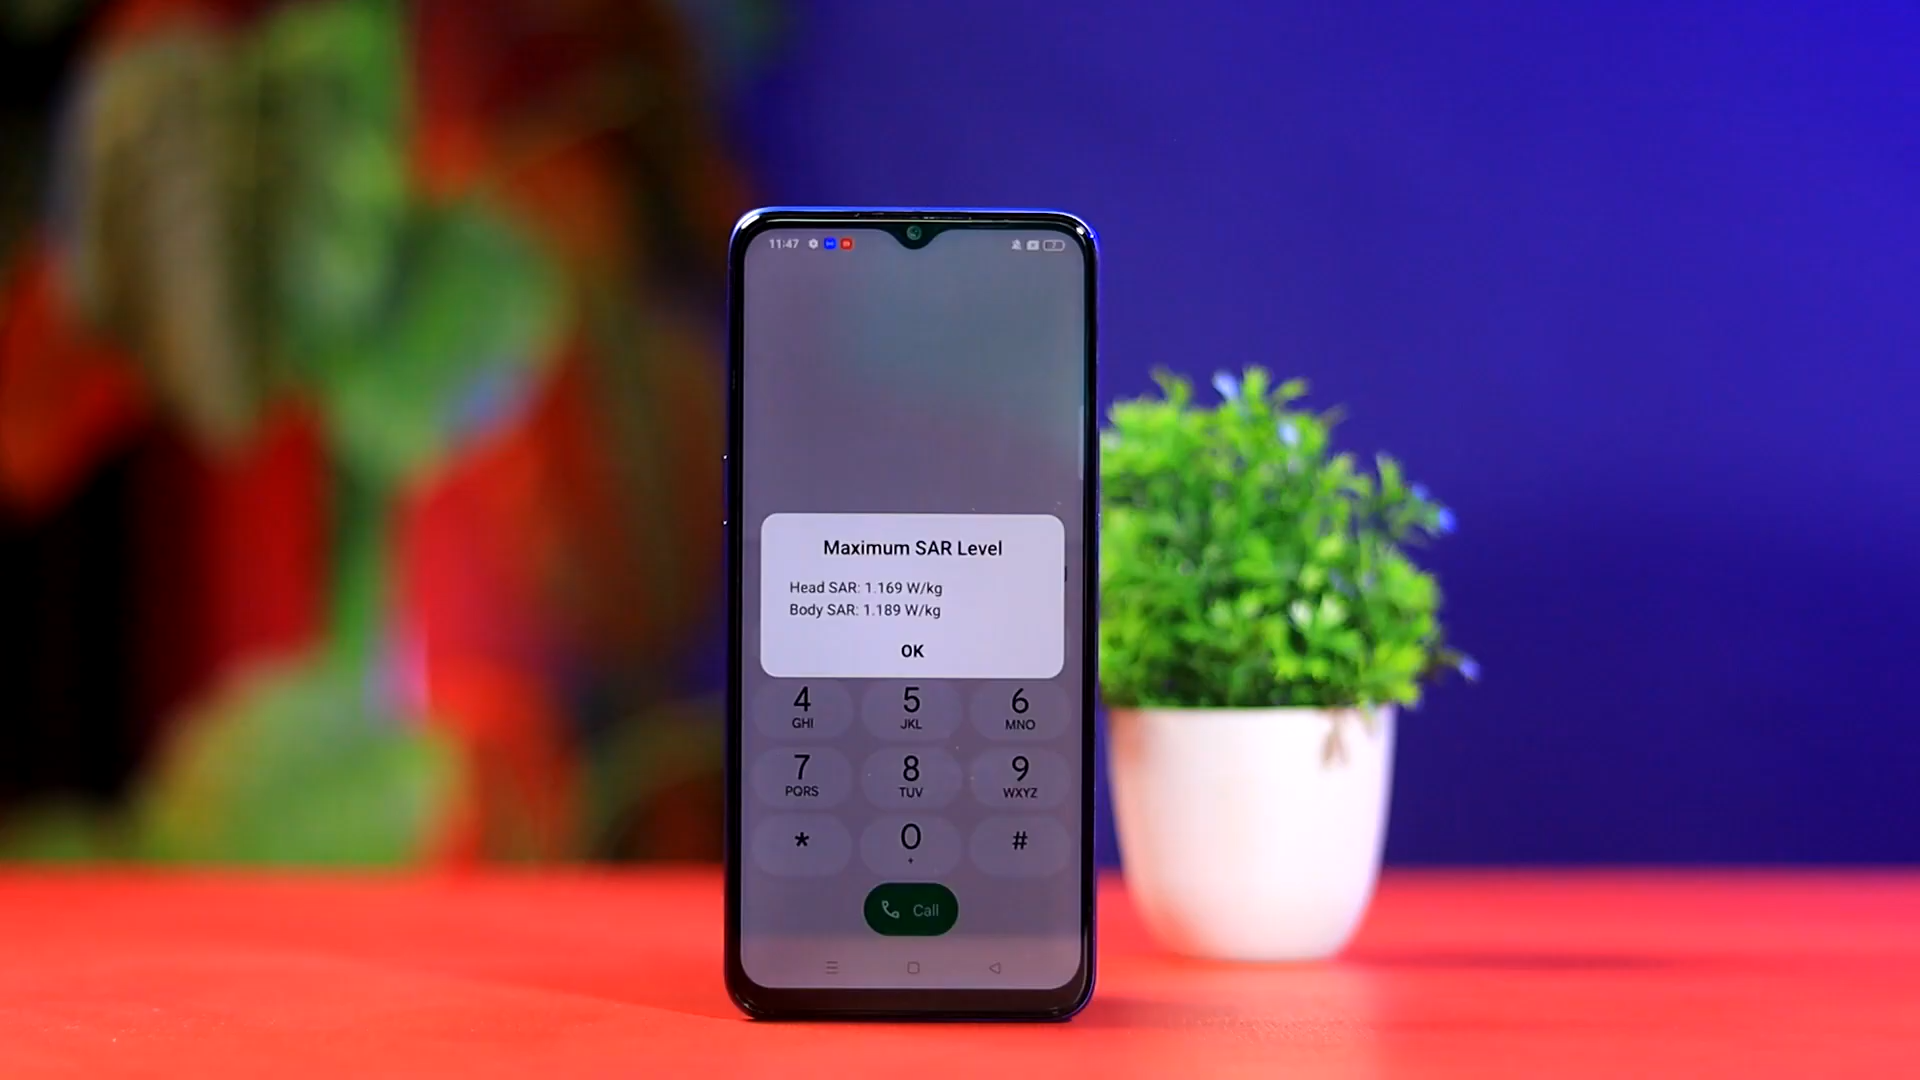 11:47
7
Maximum SAR Level
Head SAR: 1.169 W/kg
Body SAR: 1.189 W/kg
OK
4 5 6
GHI JKL MNO
7 8 9
PQRS TUV WXYZ
* 0 #
+
Call